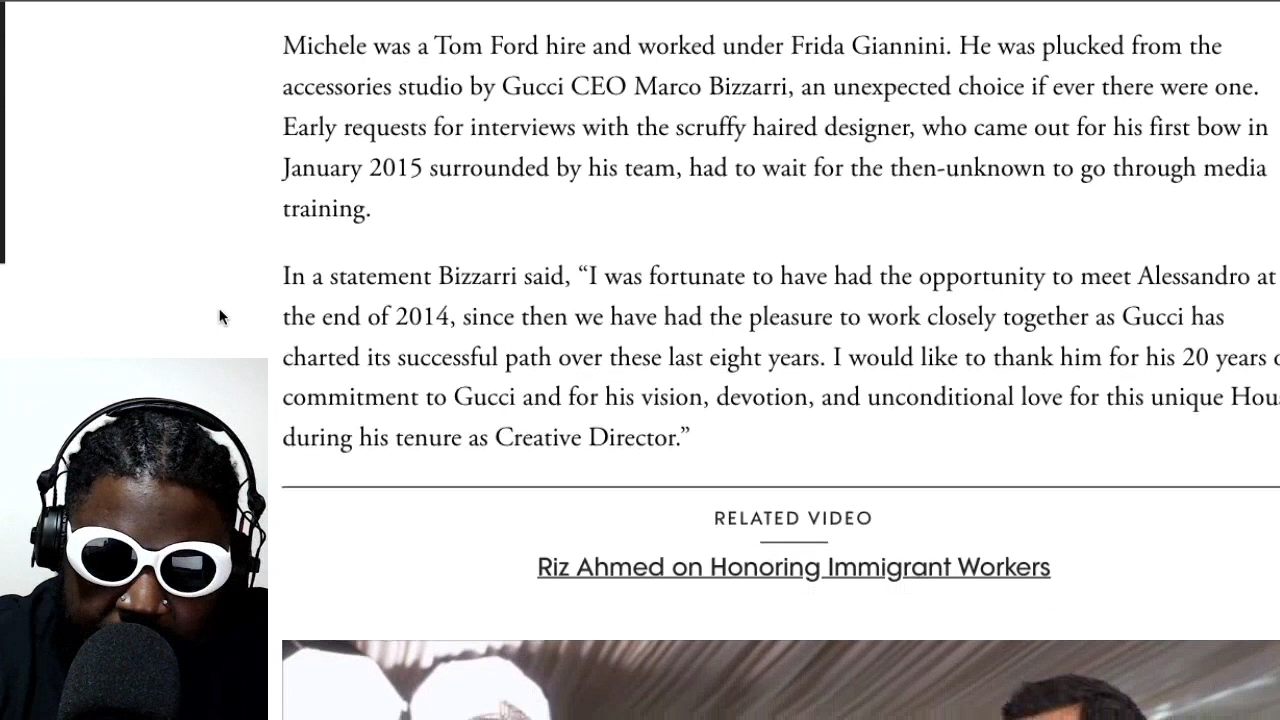 Michele was a Tom Ford hire and worked under Frida Giannini. He was plucked from the
accessories studio by Gucci CEO Marco Bizzarri, an unexpected choice if ever there were one.
Early requests for interviews with the scruffy haired designer, who came out for his first bow in
January 2015 surrounded by his team, had to wait for the then-unknown to go through media
training.
In a statement Bizzarri said, “I was fortunate to have had the opportunity to meet Alessandro at
the end of 2014, since then we have had the pleasure to work closely together as Gucci has
charted its successful path over these last eight years. I would like to thank him for his 20 years
commitment to Gucci and for his vision, devotion, and unconditional love for this unique
during his tenure as Creative Director.”
RELATED VIDEO
Riz Ahmed on Honoring Immigrant Workers